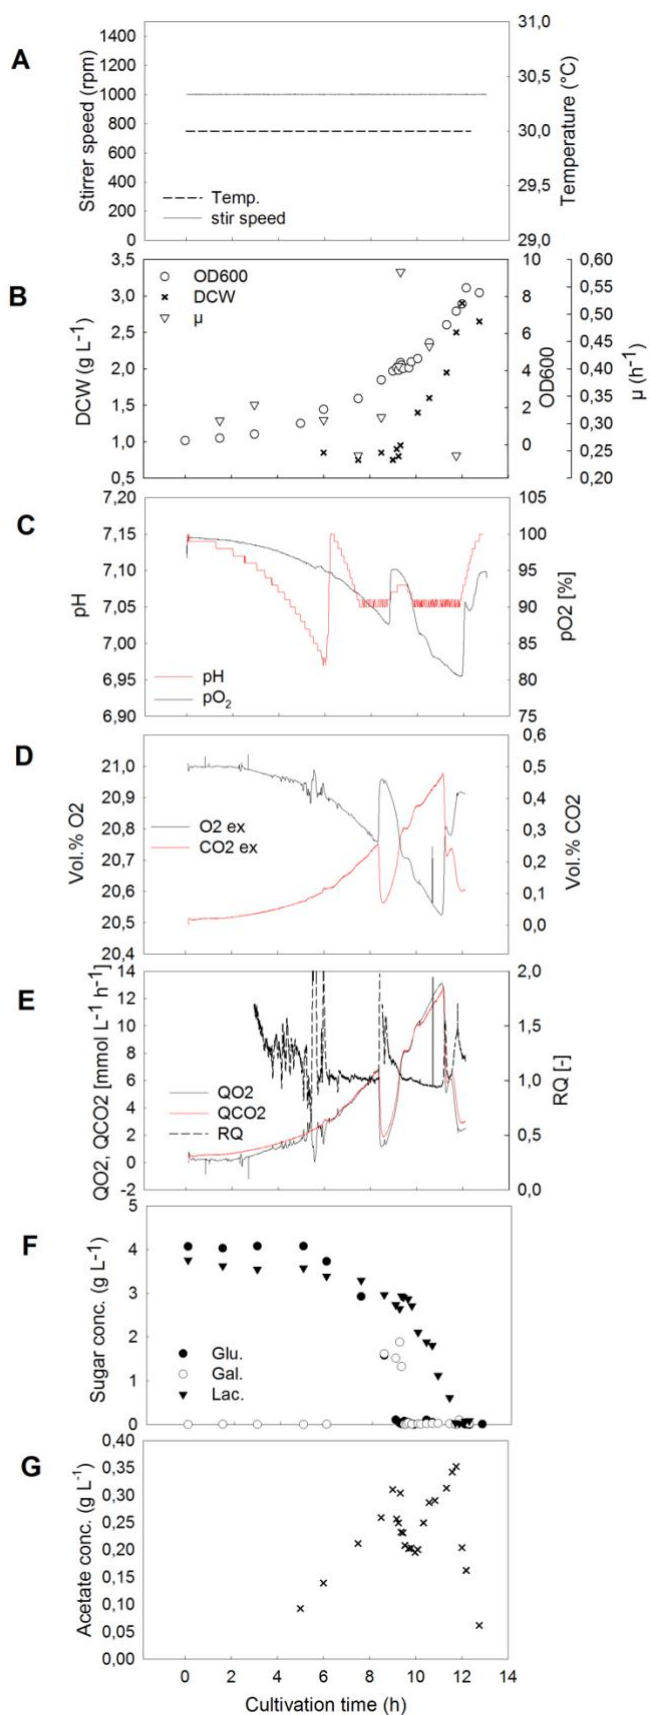 A
Stirrer speed (rpm)
1400
1200
1000
800
600
400
200
0
Temp.
stir speed
31,0
30,5
30,0
29,5
29,0
Temperature (°C)
B
DCW (g L-1)
3,5
3,0
2,5
2,0
1,5
1,0
0,5
OD600
DCW
μ
10
8
6
4
2
0
OD600
0,60
0,55
0,50
0,45
0,40
0,35
0,30
0,25
0,20
μ (h-1)
C
pH
7,20
7,15
7,10
7,05
7,00
6,95
6,90
pH
pO2
105
100
95
90
85
80
75
pO2 [%]
D
Vol.% O2
21,0
20,9
20,8
20,7
20,6
20,5
20,4
O2 ex
CO2 ex
0,6
0,5
0,4
0,3
0,2
0,1
0,0
Vol.% CO2
E
QO2, QCO2 [mmol L-1 h-1]
14
12
10
8
6
4
2
0
-2
QO2
QCO2
RQ
2,0
1,5
1,0
0,5
0,0
RQ [-]
F
Sugar conc. (g L-1)
5
4
3
2
1
0
Glu.
Gal.
Lac.
G
Acetate conc. (g L-1)
0,40
0,35
0,30
0,25
0,20
0,15
0,10
0,05
0,00
0 2 4 6 8 10 12 14
Cultivation time (h)